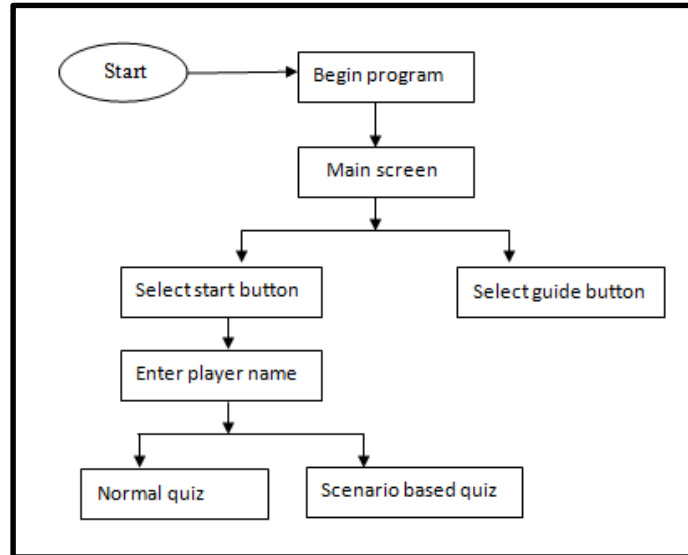 Start
Begin program
Main screen
Select start button
Select guide button
Enter player name
Normal quiz
Scenario based quiz